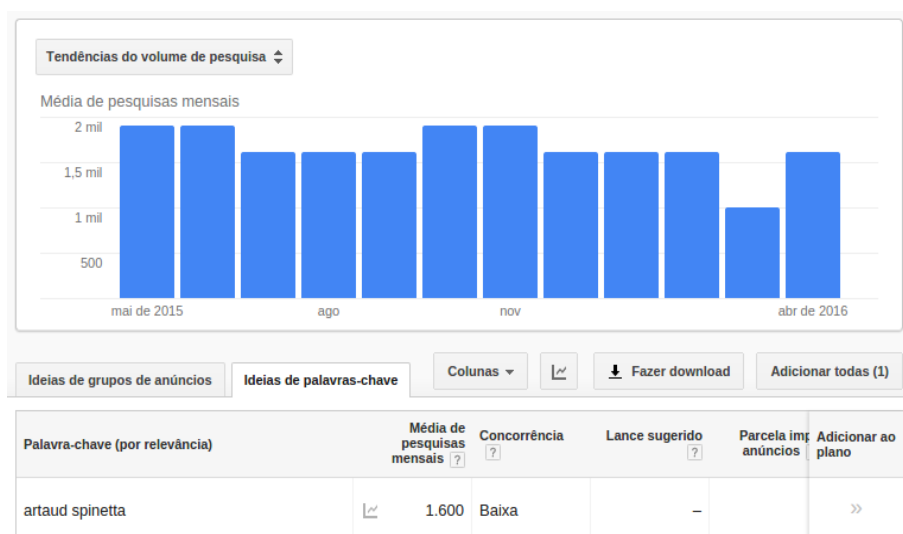 Tendências do volume de pesquisa
Média de pesquisas mensais
2 mil
1,5 mil
1 mil
500
mai de 2015 ago nov abr de 2016
Ideias de grupos de anúncios Ideias de palavras-chave Colunas Fazer download Adicionar todas (1)
Palavra-chave (por relevância)
Média de
pesquisas
mensais ?
Concorrência
?
Lance sugerido
?
Parcela imp
anúncios
Adicionar ao
plano
artaud spinetta 1.600 Baixa –